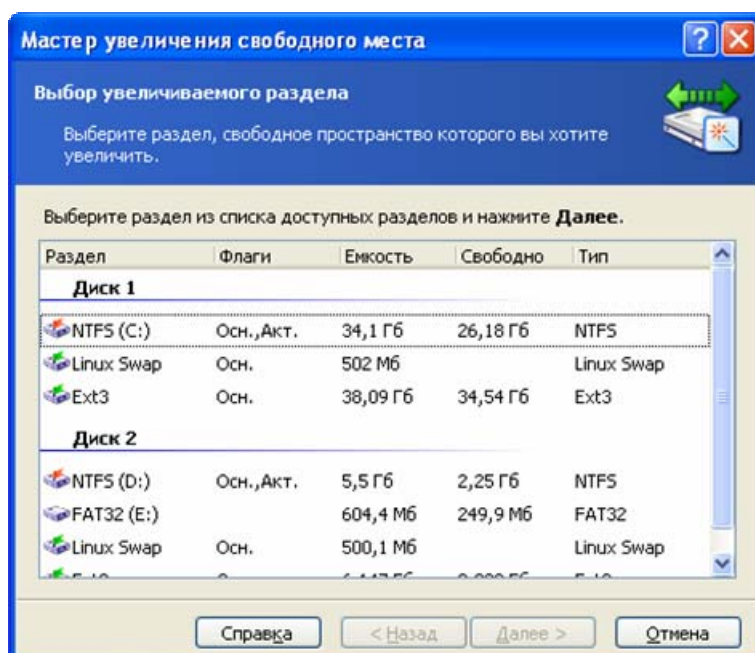 Мастер увеличения свободного места
Выбор увеличиваемого раздела
Выберите раздел, свободное пространство которого вы хотите
увеличить.
Выберите раздел из списка доступных разделов и нажмите Далее.
Раздел Флаги Емкость Свободно Тип
Диск 1
NTFS (C:) Осн.,Акт. 34,1 Гб 26,18 Гб NTFS
Linux Swap Осн. 502 Мб Linux Swap
Ext3 Осн. 38,09 Гб 34,54 Гб Ext3
Диск 2
NTFS (D:) Осн.,Акт. 5,5 Гб 2,25 Гб NTFS
FAT32 (E:) 604,4 Мб 249,9 Мб FAT32
Linux Swap Осн. 500,1 Мб Linux Swap
Справка < Назад Далее > Отмена